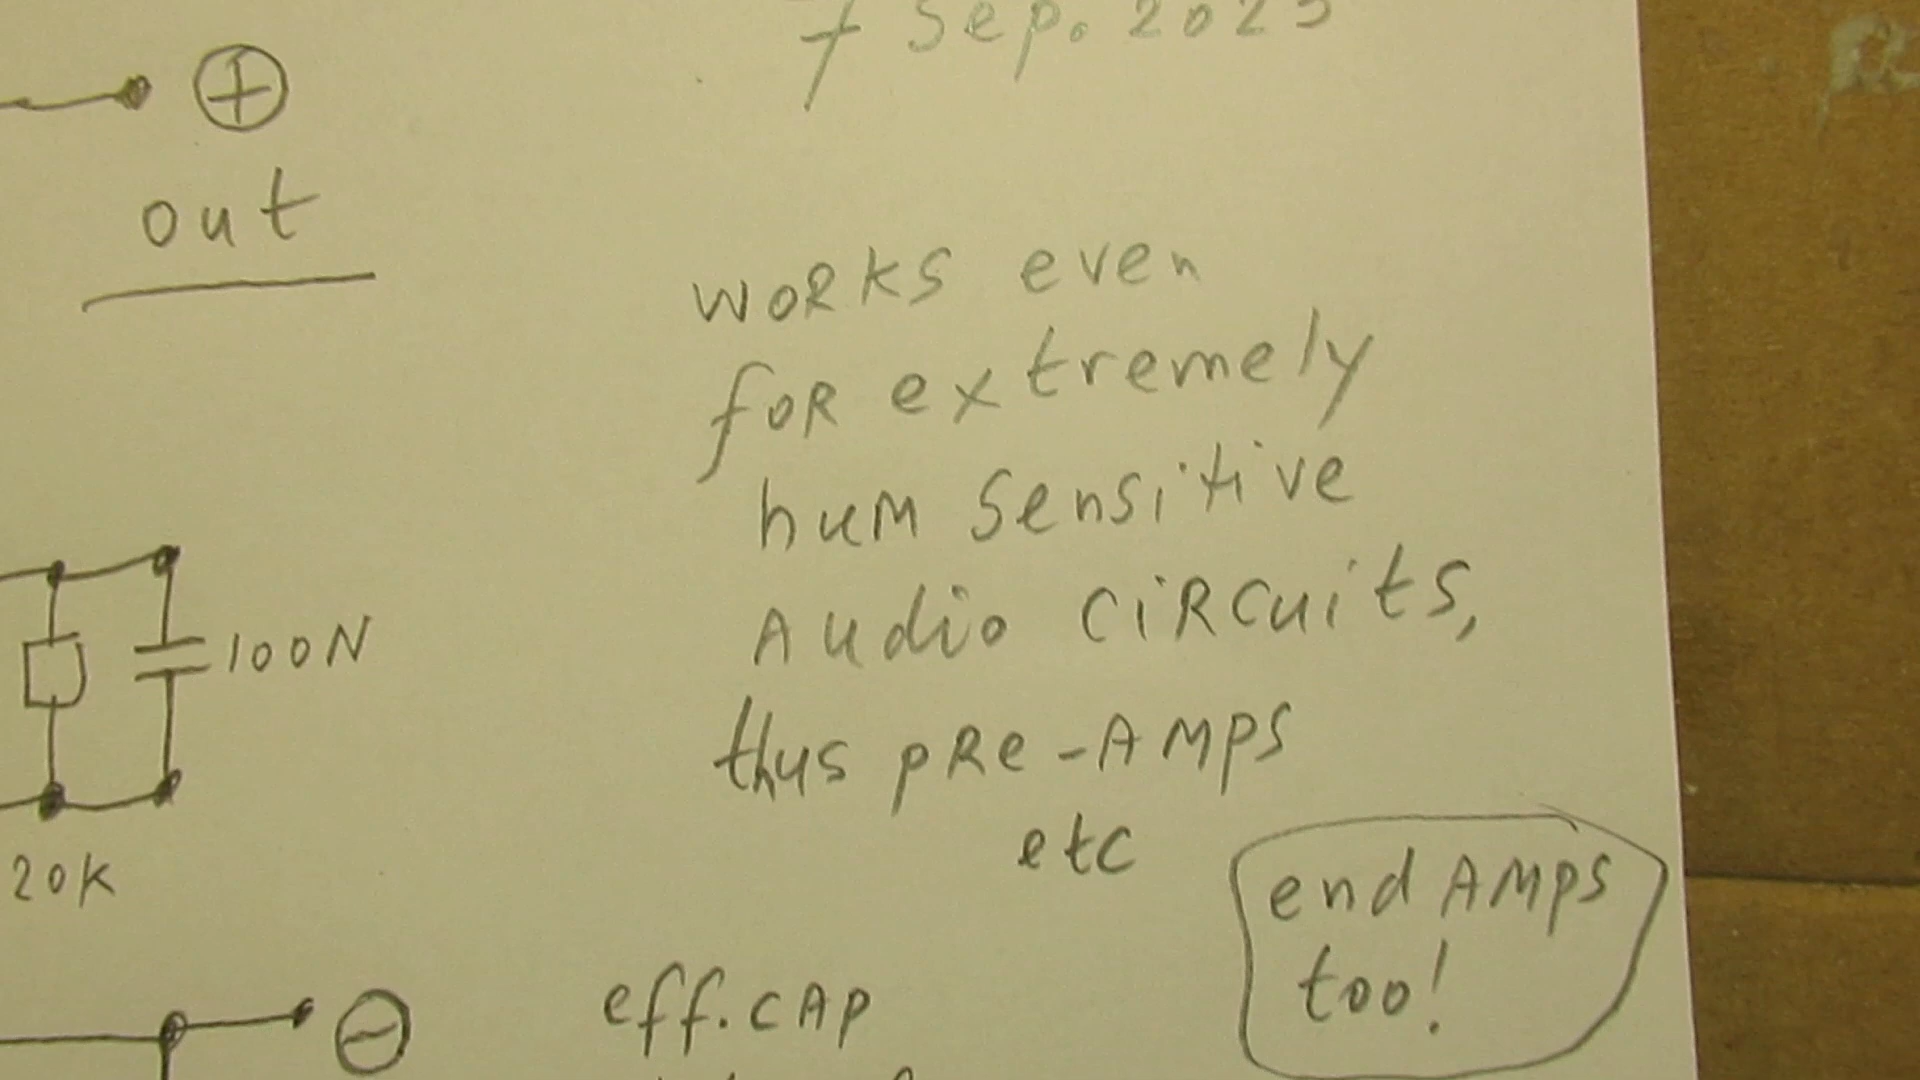 7 Sep. 2023
+
out
works even
for extremely
hum sensitive
Audio circuits,
thus pre-AMPS
etc
100N
20K
end AMPS
too!
eff.CAP
-